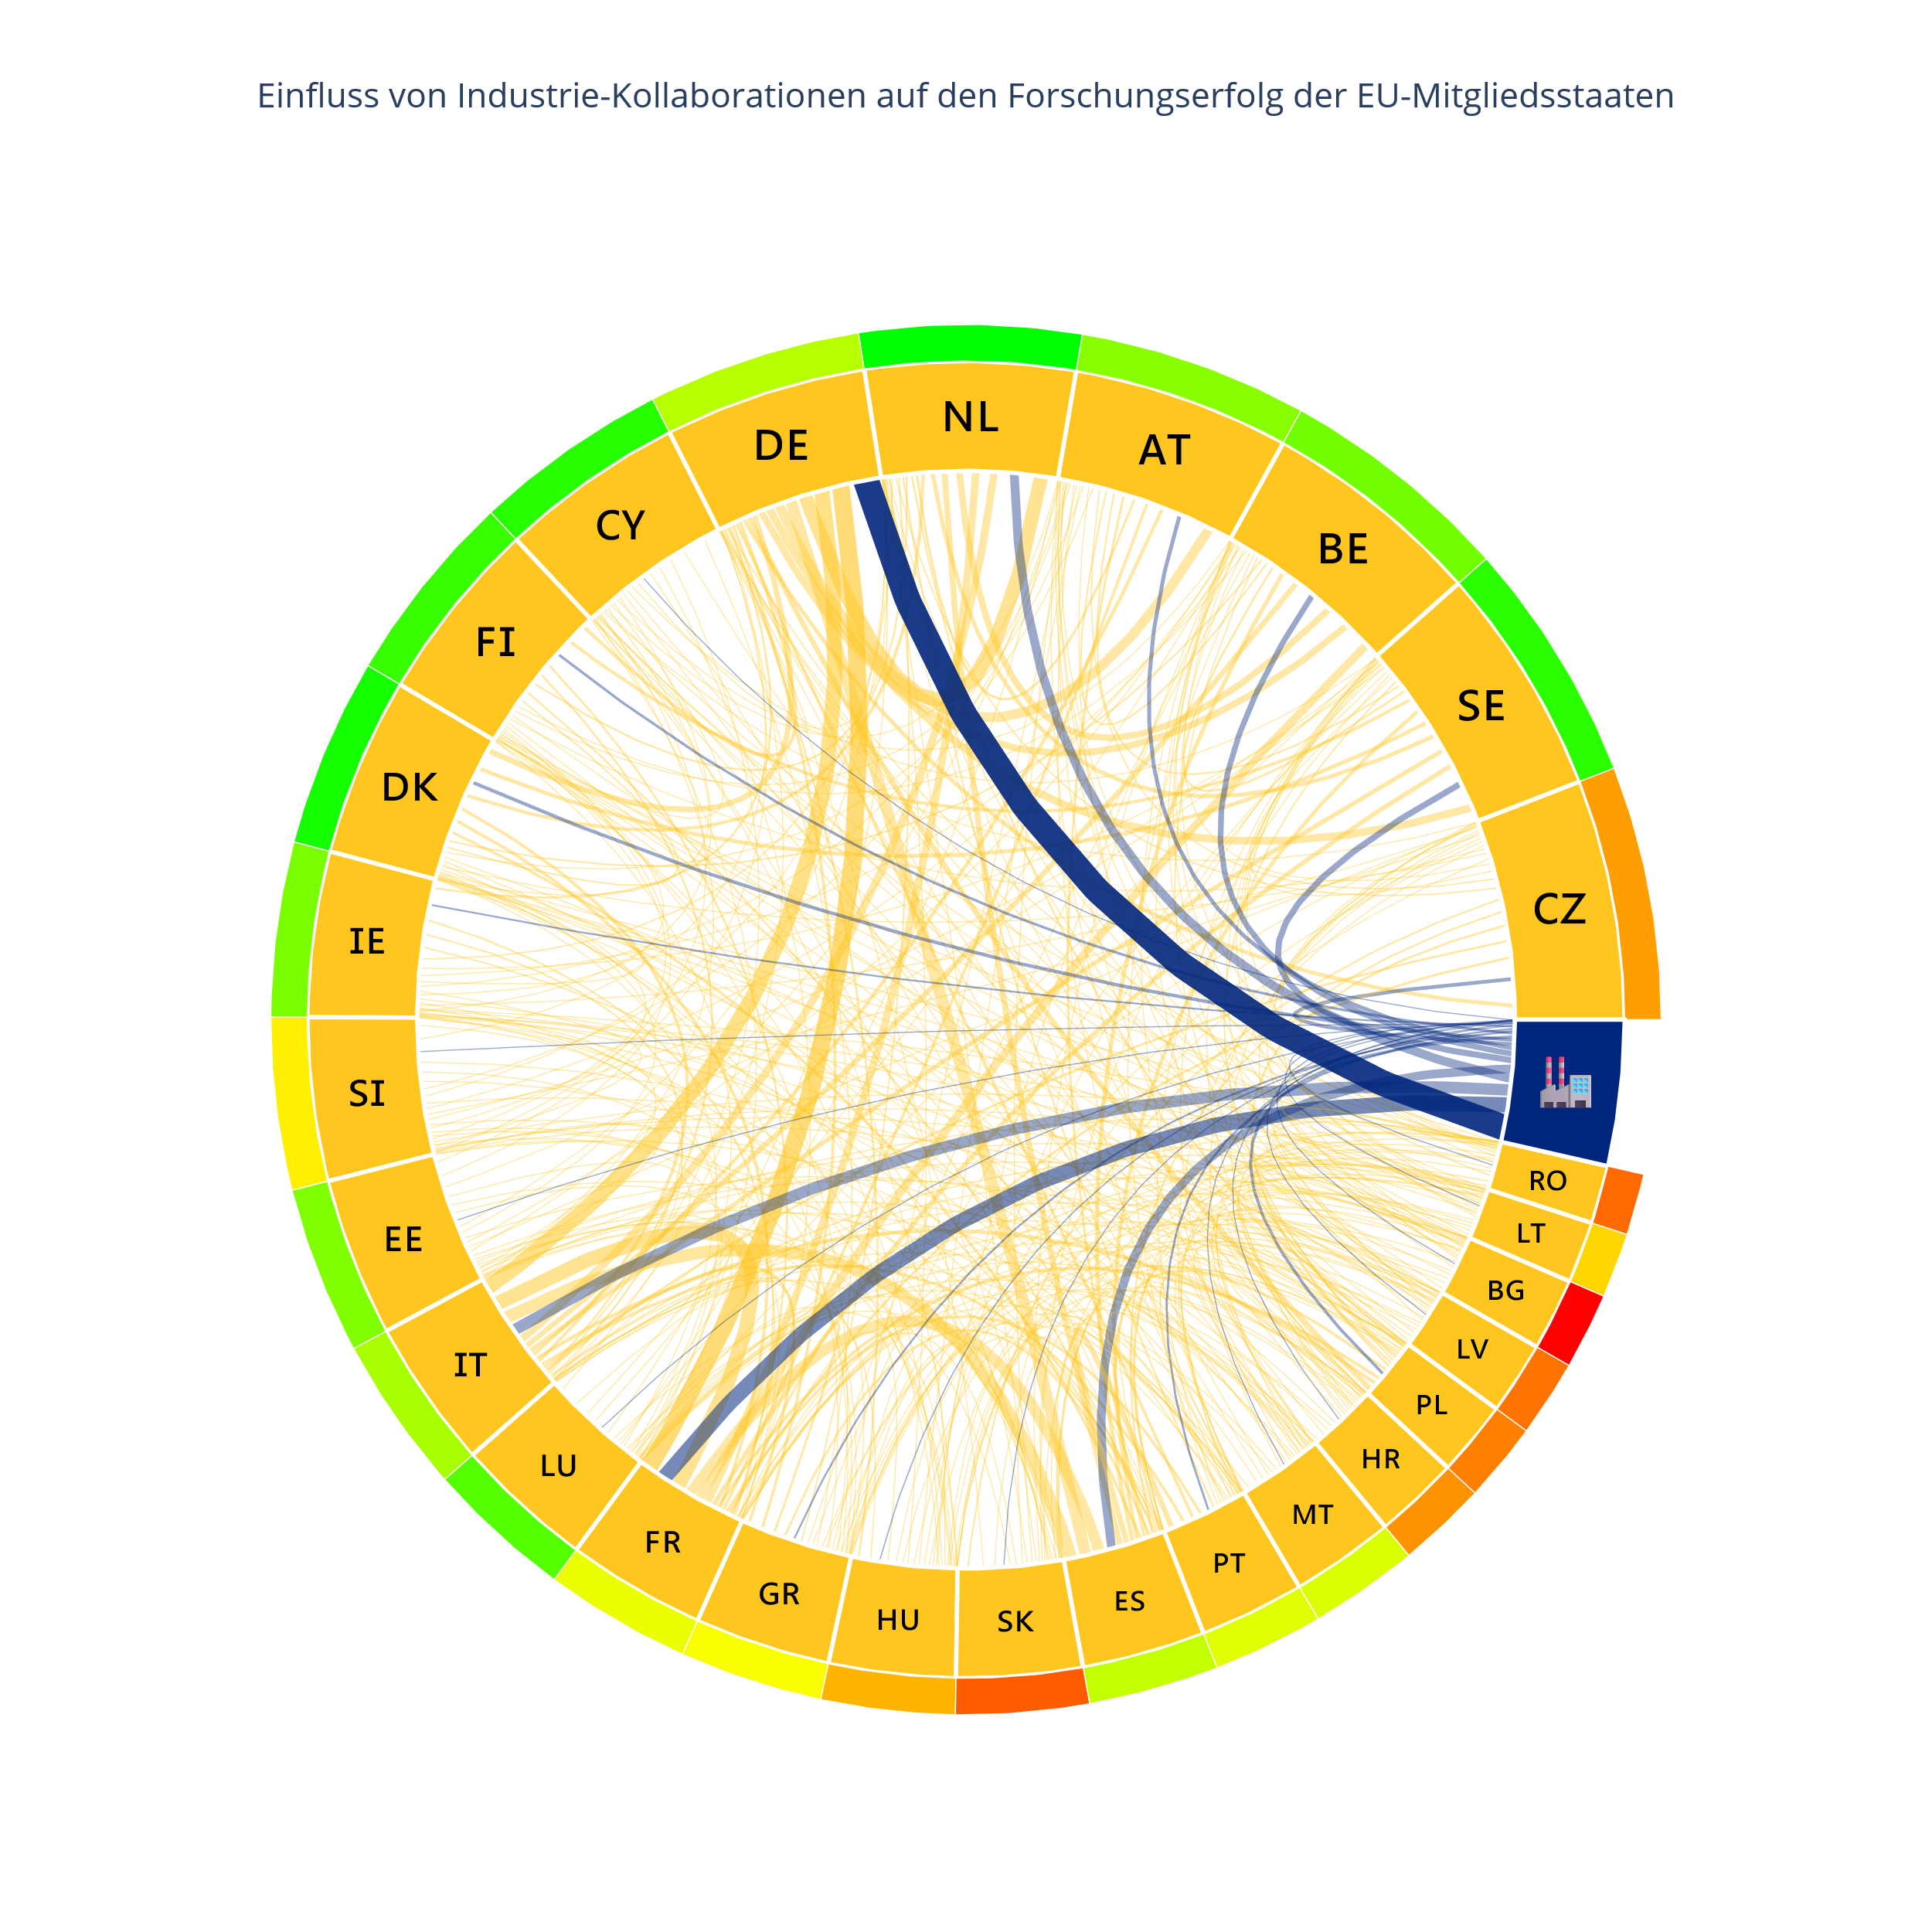 Einfluss von Industrie-Kollaborationen auf den Forschungserfolg der EU-Mitgliedsstaaten
NL
DE
AT
CY
BE
FI
SE
DK
CZ
IE
SI
RO
LT
EE
BG
LV
IT
PL
HR
LU
MT
FR
PT
GR
ES
HU
SK